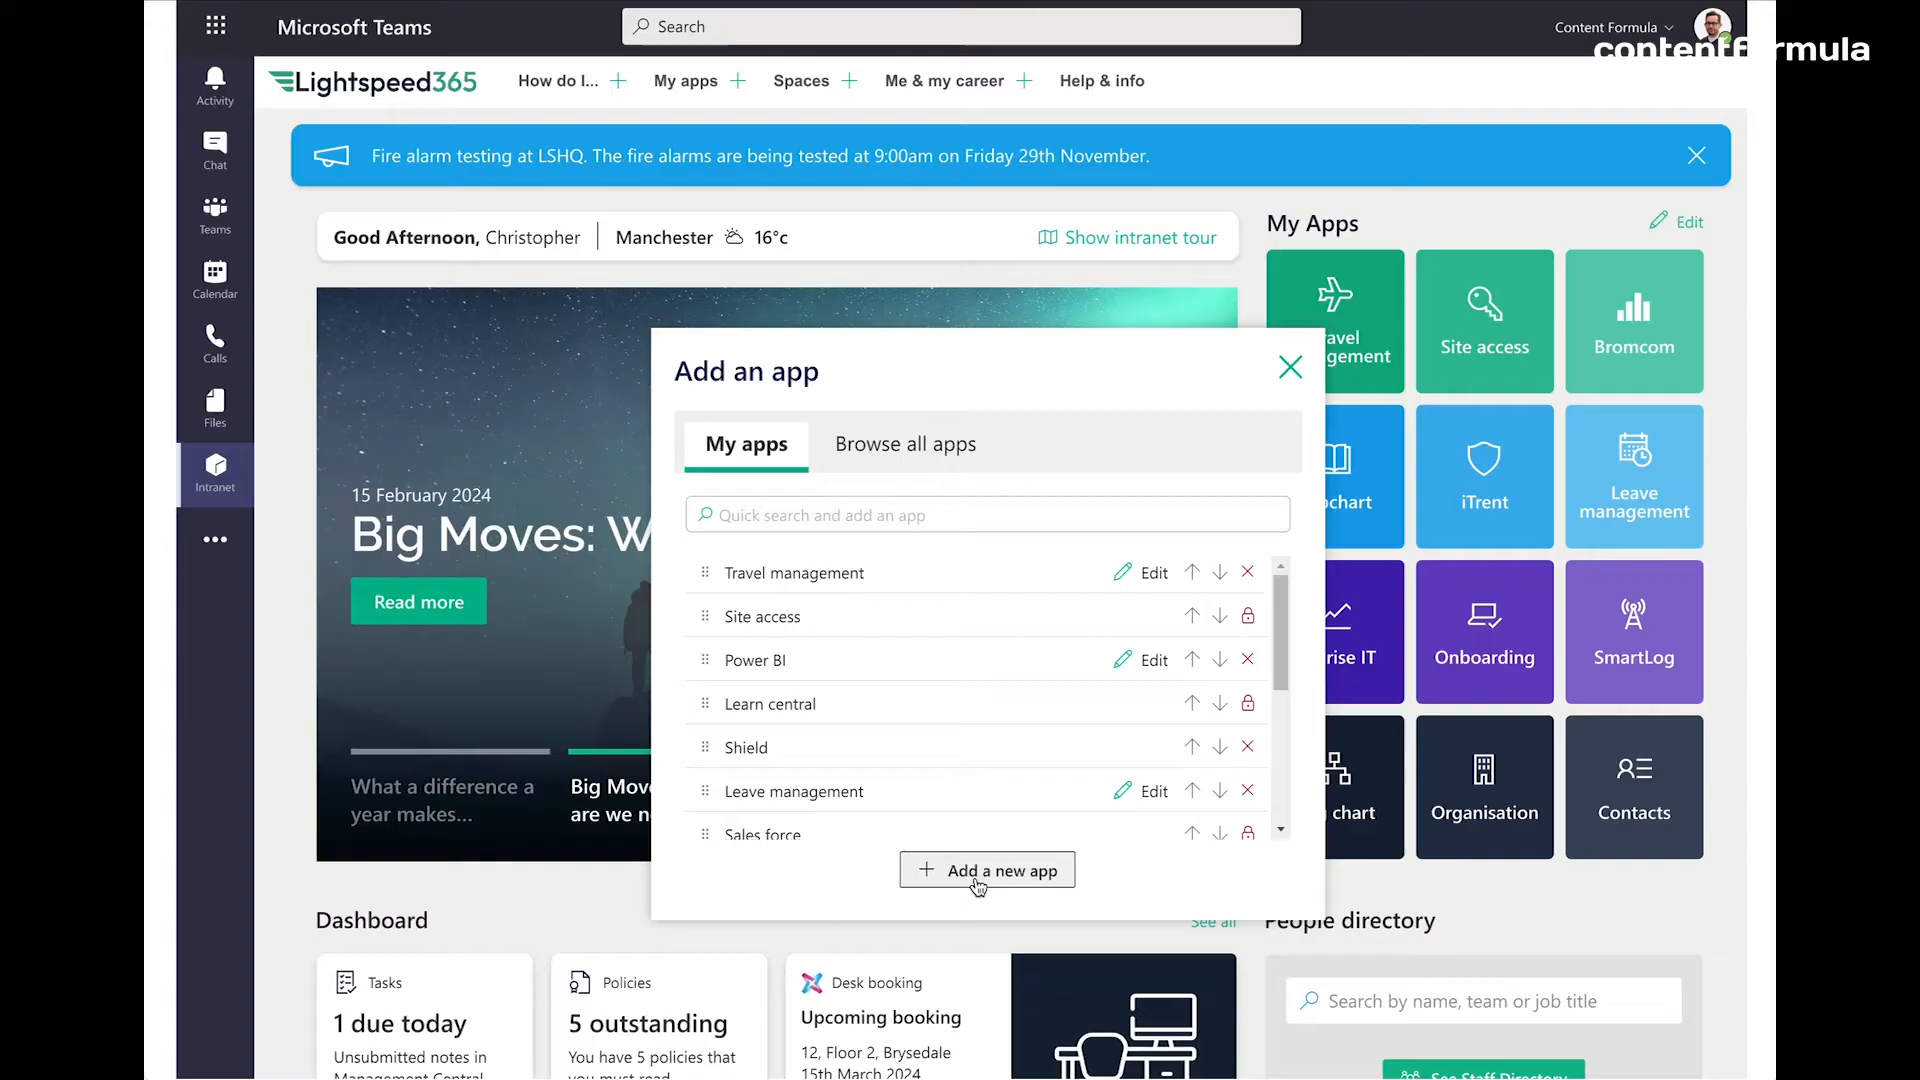 Microsoft Teams
Search
Content Formula
contentformula
Activity
Chat
Teams
Calendar
Calls
Files
Intranet
Lightspeed365
How do I...
My apps
Spaces
Me & my career
Help & info
Fire alarm testing at LSHQ. The fire alarms are being tested at 9:00am on Friday 29th November.
Good Afternoon, Christopher
Manchester
16°c
Show intranet tour
15 February 2024
Big Moves: W
Read more
What a difference a
year makes...
Big Mov
are we n
Add an app
My apps
Browse all apps
Quick search and add an app
Travel management
Edit
Site access
Power BI
Edit
Learn central
Shield
Leave management
Edit
Sales force
Add a new app
My Apps
Edit
avel
gement
Site access
Bromcom
chart
iTrent
Leave
management
rise IT
Onboarding
SmartLog
chart
Organisation
Contacts
Dashboard
See all
Tasks
1 due today
Unsubmitted notes in
Management Central
Policies
5 outstanding
You have 5 policies that
you must read
Desk booking
Upcoming booking
12, Floor 2, Brysedale
15th March 2024
People directory
Search by name, team or job title
See Staff Directory